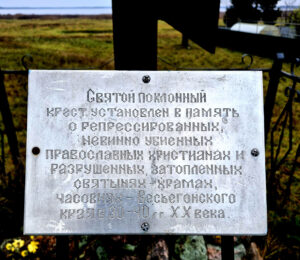 Святой поклонный
крест установлен в память
о репрессированных,
невинно убиенных
православных христианах и
разрушенных, затопленных
святынях – храмах,
часовнях – Весьегонского
края в 30-40 гг XX века.